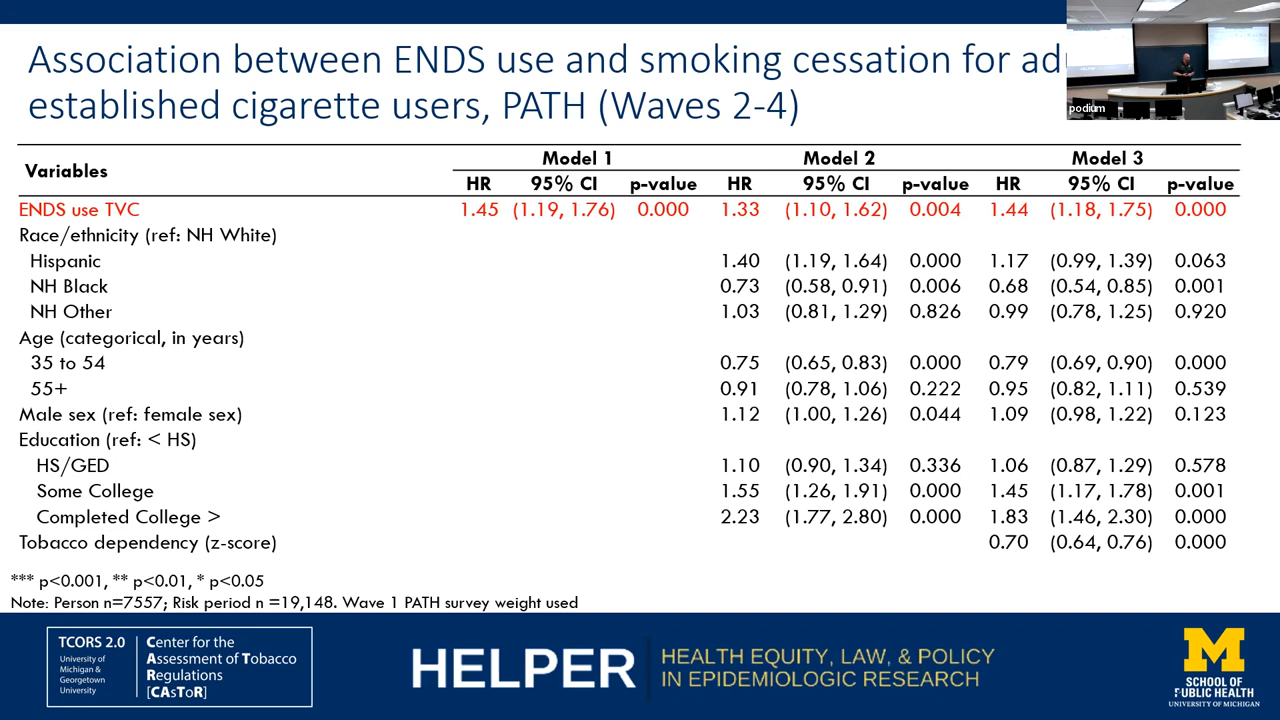 Association between ENDS use and smoking cessation for
established cigarette users, PATH (Waves 2-4)
podium
Variables Model 1 Model 2 Model 3
HR 95% CI p-value HR 95% CI p-value HR 95% CI p-value
ENDS use TVC 1.45 (1.19, 1.76) 0.000 1.33 (1.10, 1.62) 0.004 1.44 (1.18, 1.75) 0.000
Race/ethnicity (ref: NH White)
Hispanic 1.40 (1.19, 1.64) 0.000 1.17 (0.99, 1.39) 0.063
NH Black 0.73 (0.58, 0.91) 0.006 0.68 (0.54, 0.85) 0.001
NH Other 1.03 (0.81, 1.29) 0.826 0.99 (0.78, 1.25) 0.920
Age (categorical, in years)
35 to 54 0.75 (0.65, 0.83) 0.000 0.79 (0.69, 0.90) 0.000
55+ 0.91 (0.78, 1.06) 0.222 0.95 (0.82, 1.11) 0.539
Male sex (ref: female sex) 1.12 (1.00, 1.26) 0.044 1.09 (0.98, 1.22) 0.123
Education (ref: < HS)
HS/GED 1.10 (0.90, 1.34) 0.336 1.06 (0.87, 1.29) 0.578
Some College 1.55 (1.26, 1.91) 0.000 1.45 (1.17, 1.78) 0.001
Completed College > 2.23 (1.77, 2.80) 0.000 1.83 (1.46, 2.30) 0.000
Tobacco dependency (z-score) 0.70 (0.64, 0.76) 0.000
*** p<0.001, ** p<0.01, * p<0.05
Note: Person n=7557; Risk period n =19,148. Wave 1 PATH survey weight used
TCORS 2.0
University of
Michigan &
Georgetown
University
Center for the
Assessment of Tobacco
Regulations
[CAsToR]
HELPER
HEALTH EQUITY, LAW, & POLICY
IN EPIDEMIOLOGIC RESEARCH
M
SCHOOL OF
PUBLIC HEALTH
UNIVERSITY OF MICHIGAN